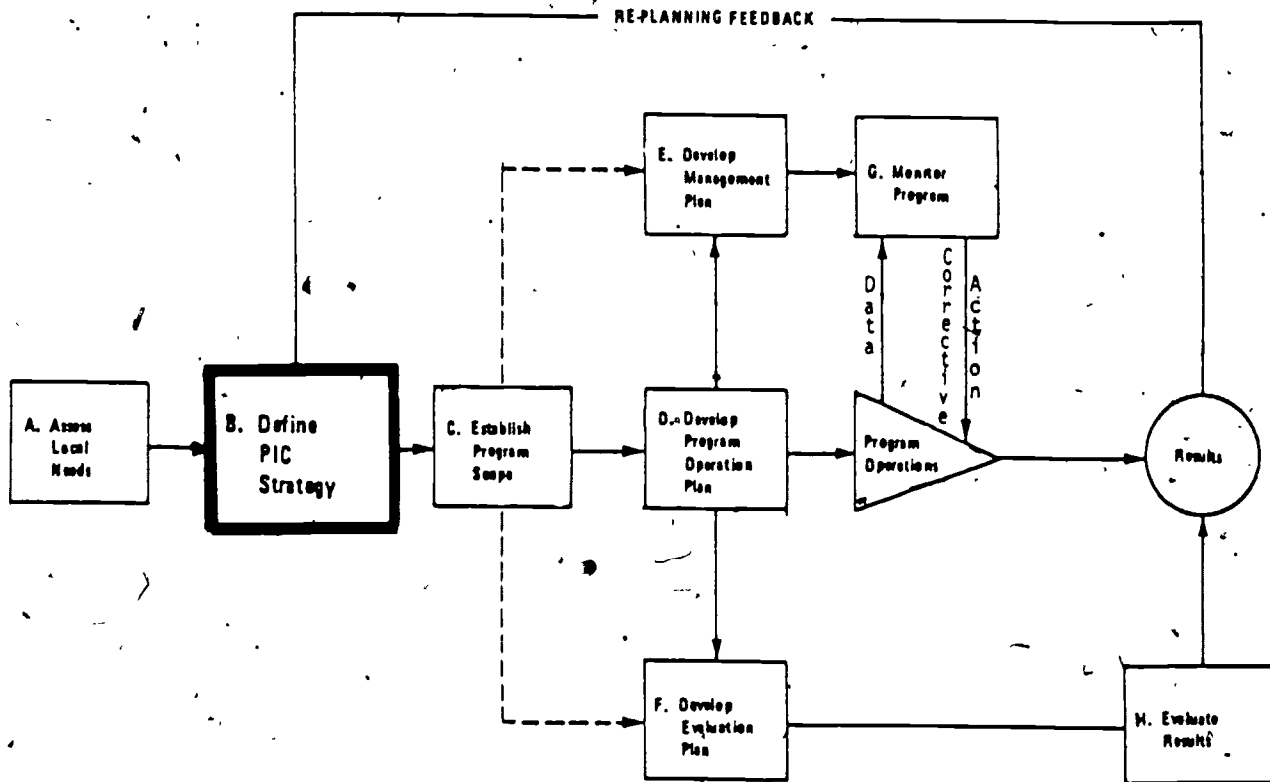 RE-PLANNING FEEDBACK
E. Develop
Management
Plan
G. Monitor
Program
Data
Corrective
Action
A. Assess
Local
Needs
B. Define
PIC
Strategy
C. Establish
Program
Scope
D. Develop
Program
Operation
Plan
Program
Operations
Results
F. Develop
Evaluation
Plan
H. Evaluate
Results